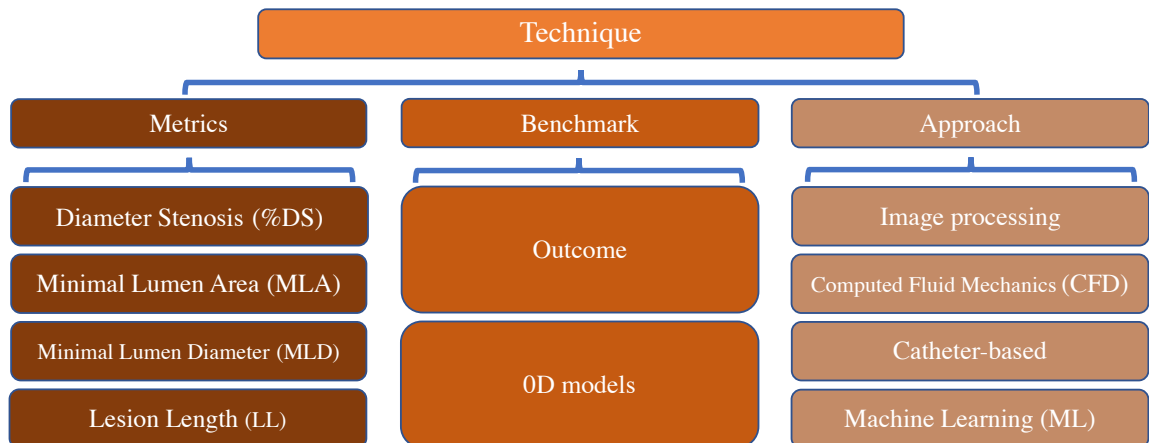 Technique
Metrics
Benchmark
Approach
Diameter Stenosis (%DS)
Minimal Lumen Area (MLA)
Minimal Lumen Diameter (MLD)
Lesion Length (LL)
Outcome
0D models
Image processing
Computed Fluid Mechanics (CFD)
Catheter-based
Machine Learning (ML)